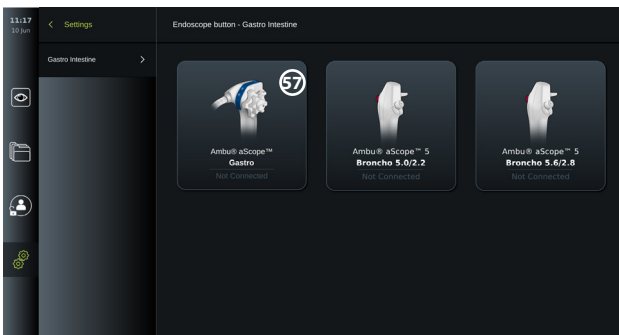 11:17
10 Jun
Settings
Endoscope button - Gastro Intestine
Gastro Intestine
57
Ambu® aScope™
Gastro
Not Connected
Ambu® aScope™ 5
Broncho 5.0/2.2
Not Connected
Ambu® aScope™ 5
Broncho 5.6/2.8
Not Connected